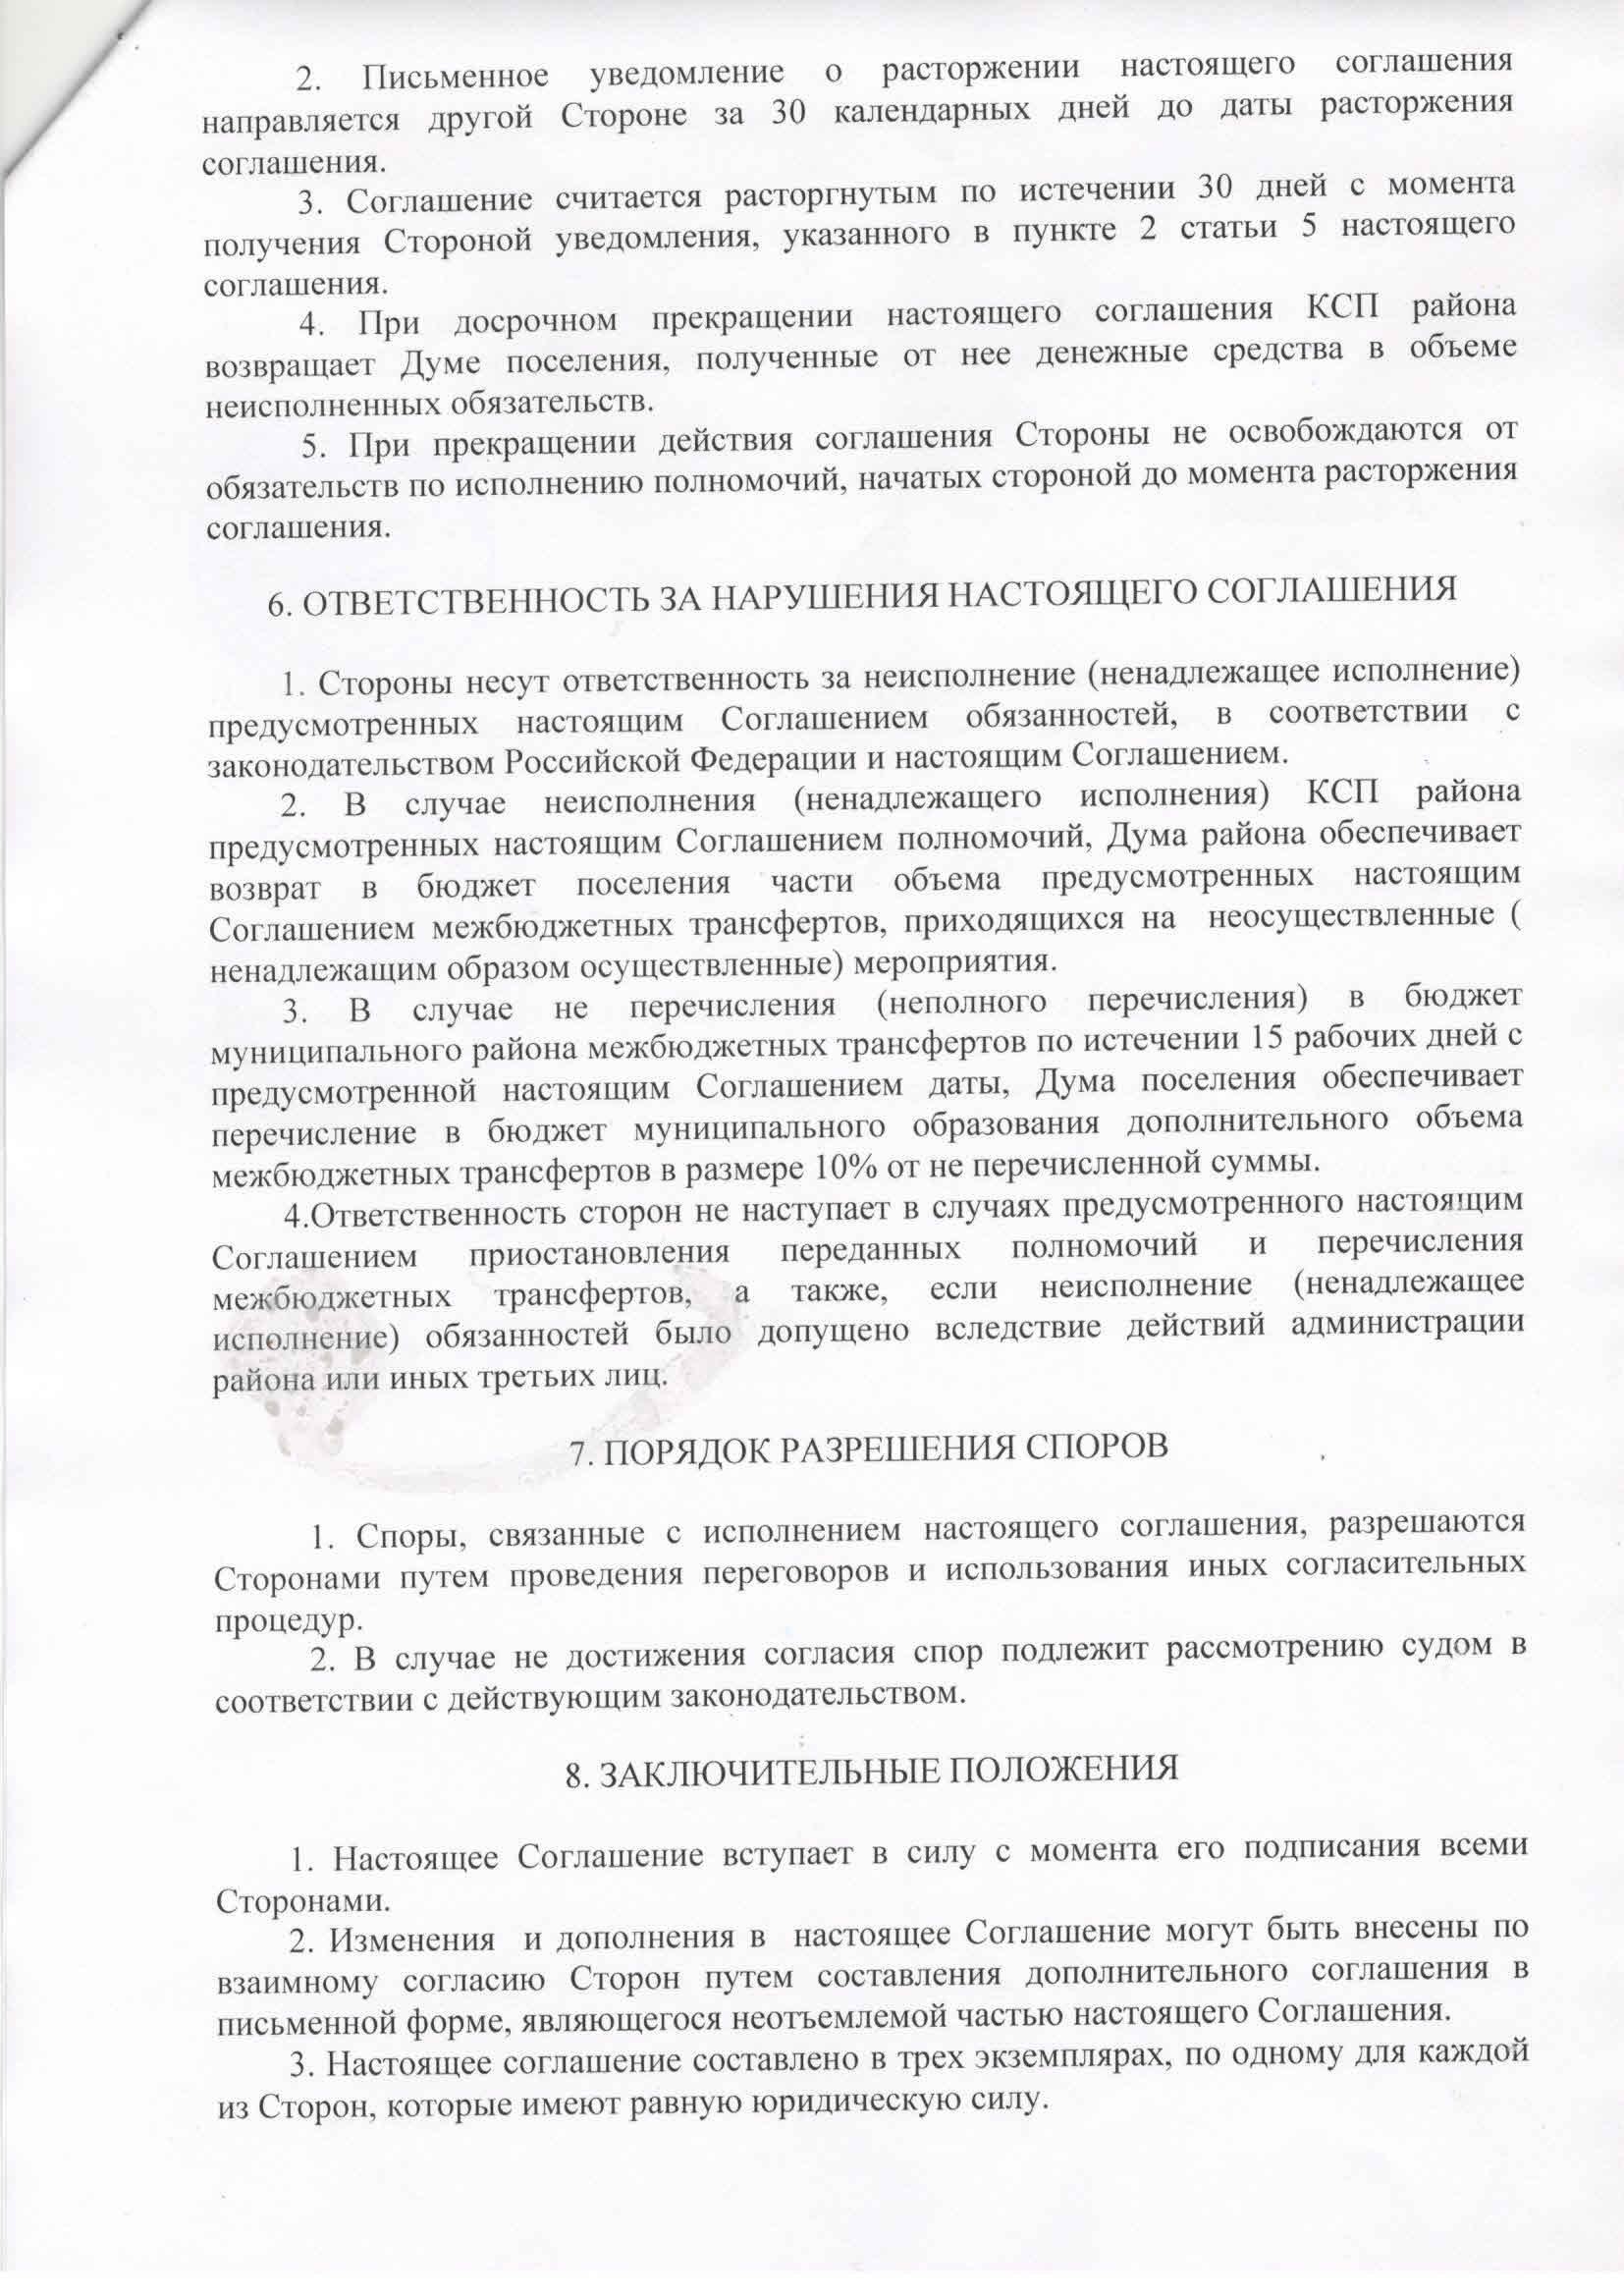 2. Письменное уведомление о расторжении настоящего соглашения
направляется другой Стороне за 30 календарных дней до даты расторжения
соглашения.
3. Соглашение считается расторгнутым по истечении 30 дней с момента
получения Стороной уведомления, указанного в пункте 2 статьи 5 настоящего
соглашения.
4. При досрочном прекращении настоящего соглашения КСП района
возвращает Думе поселения, полученные от нее денежные средства в объеме
неисполненных обязательств.
5. При прекращении действия соглашения Стороны не освобождаются от
обязательств по исполнению полномочий, начатых стороной до момента расторжения
соглашения.
6. ОТВЕТСТВЕННОСТЬ ЗА НАРУШЕНИЯ НАСТОЯЩЕГО СОГЛАШЕНИЯ
1. Стороны несут ответственность за неисполнение (ненадлежащее исполнение)
предусмотренных настоящим Соглашением обязанностей, в соответствии с
законодательством Российской Федерации и настоящим Соглашением.
2. В случае неисполнения (ненадлежащего исполнения) КСП района
предусмотренных настоящим Соглашением полномочий, Дума района обеспечивает
возврат в бюджет поселения части объема предусмотренных настоящим
Соглашением межбюджетных трансфертов, приходящихся на неосуществленные (
ненадлежащим образом осуществленные) мероприятия.
3. В случае не перечисления (неполного перечисления) в бюджет
муниципального района межбюджетных трансфертов по истечении 15 рабочих дней с
предусмотренной настоящим Соглашением даты, Дума поселения обеспечивает
перечисление в бюджет муниципального образования дополнительного объема
межбюджетных трансфертов в размере 10% от не перечисленной суммы.
4.Ответственность сторон не наступает в случаях предусмотренного настоящим
Соглашением приостановления переданных полномочий и перечисления
межбюджетных трансфертов, а также, если неисполнение (ненадлежащее
исполнение) обязанностей было допущено вследствие действий администрации
района или иных третьих лиц.
7. ПОРЯДОК РАЗРЕШЕНИЯ СПОРОВ
1. Споры, связанные с исполнением настоящего соглашения, разрешаются
Сторонами путем проведения переговоров и использования иных согласительных
процедур.
2. В случае не достижения согласия спор подлежит рассмотрению судом в
соответствии с действующим законодательством.
8. ЗАКЛЮЧИТЕЛЬНЫЕ ПОЛОЖЕНИЯ
1. Настоящее Соглашение вступает в силу с момента его подписания всеми
Сторонами.
2. Изменения и дополнения в настоящее Соглашение могут быть внесены по
взаимному согласию Сторон путем составления дополнительного соглашения в
письменной форме, являющегося неотъемлемой частью настоящего Соглашения.
3. Настоящее соглашение составлено в трех экземплярах, по одному для каждой
из Сторон, которые имеют равную юридическую силу.